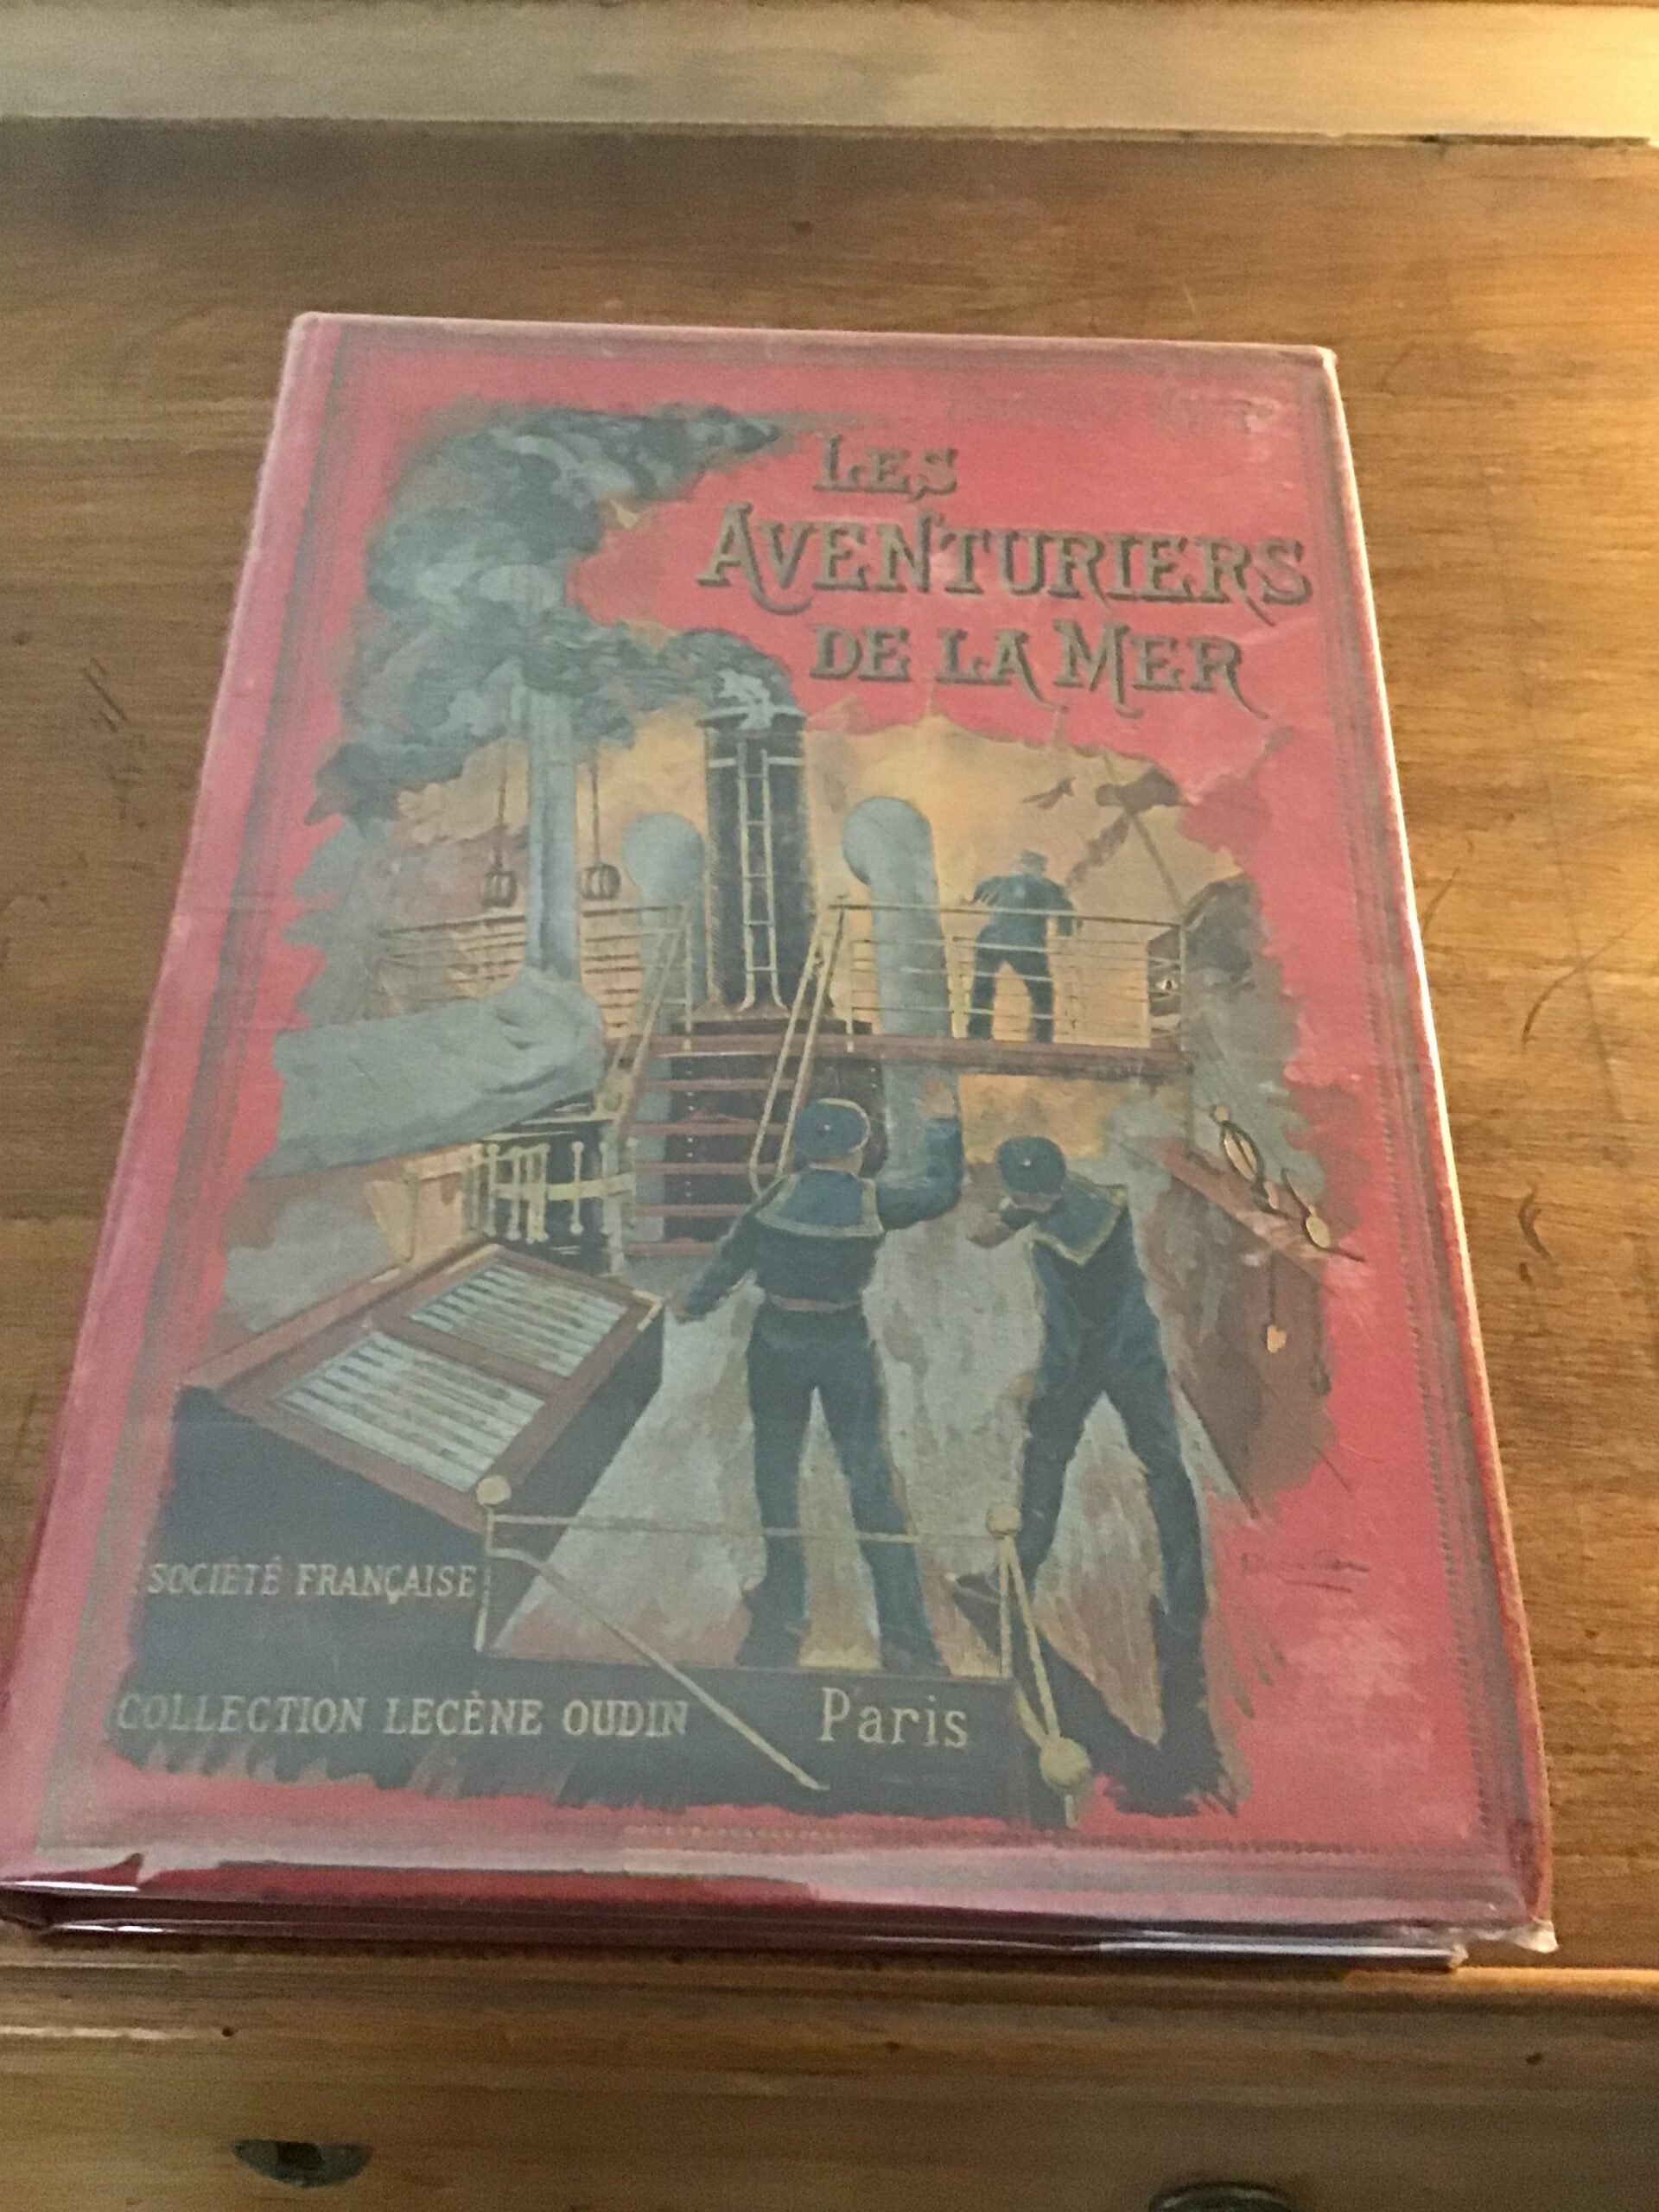 LES
AVENTURIERS
DE LA MER
SOCIÉTÉ FRANÇAISE
COLLECTION LECÈNE OUDIN Paris